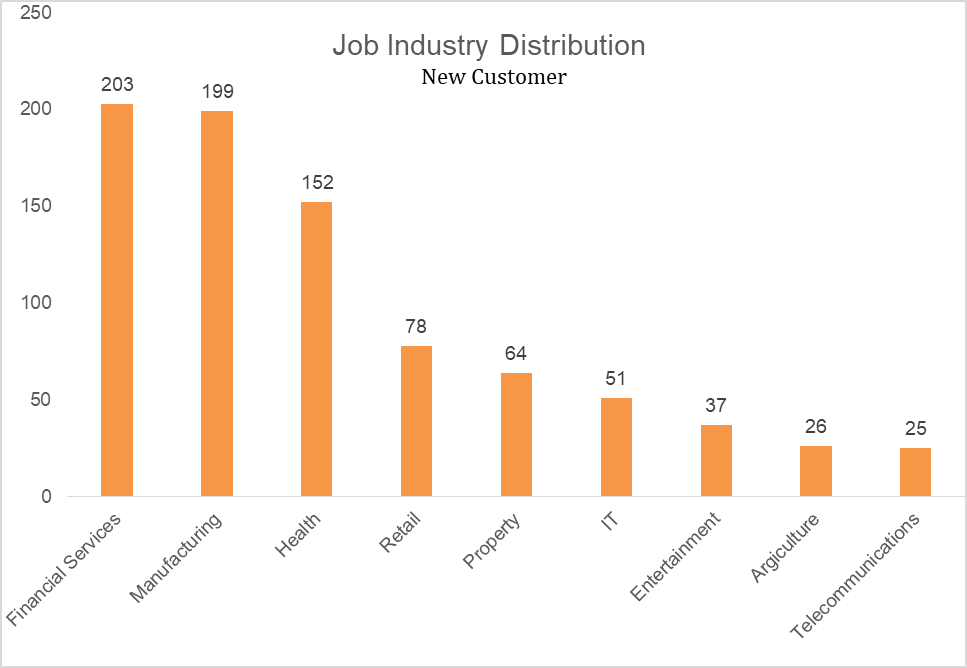 Job Industry Distribution
New Customer
250
200
150
100
50
0
203
199
152
78
64
51
37
26
25
Financial Services
Manufacturing
Health
Retail
Property
IT
Entertainment
Argiculture
Telecommunications